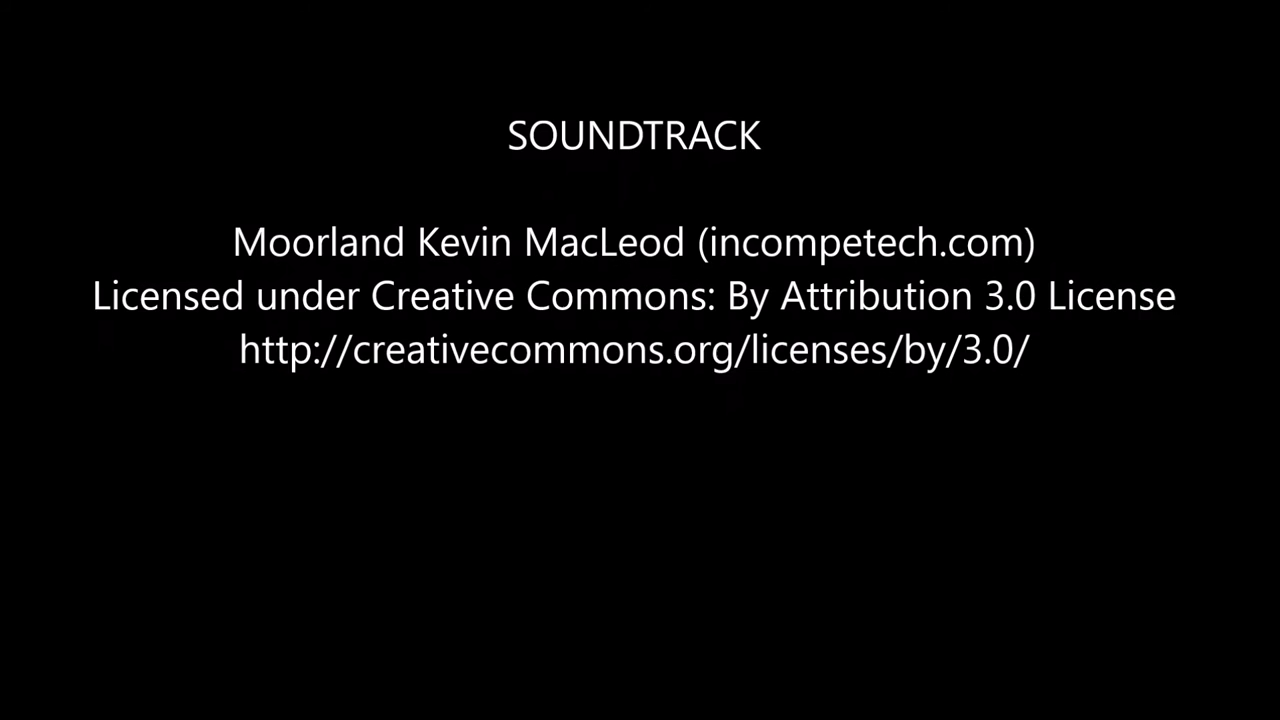 SOUNDTRACK
Moorland Kevin MacLeod (incompetech.com)
Licensed under Creative Commons: By Attribution 3.0 License
http://creativecommons.org/licenses/by/3.0/